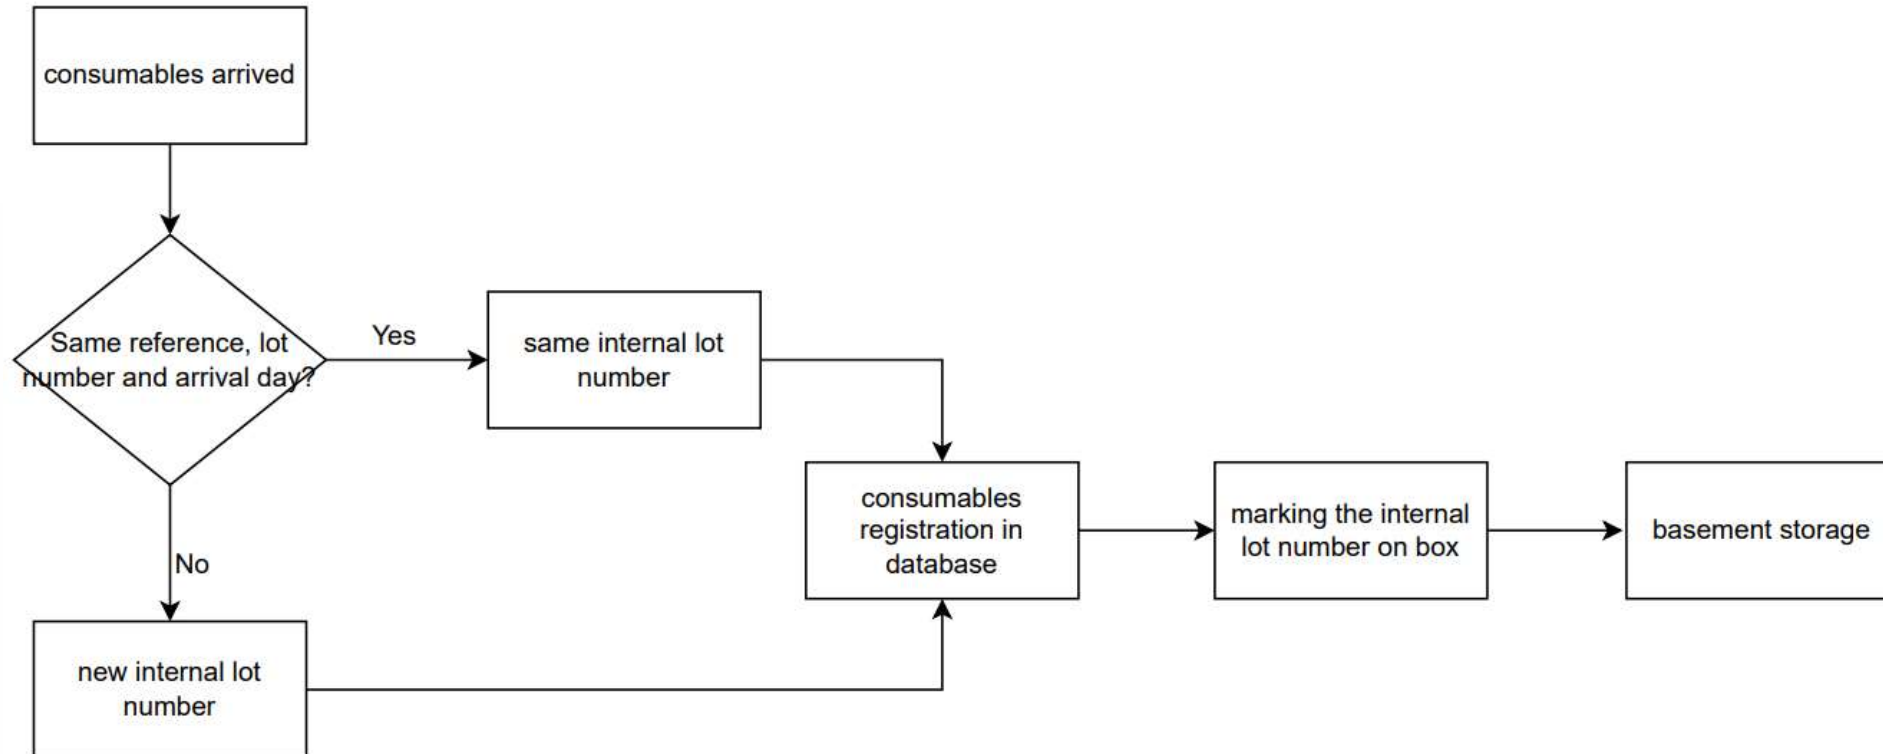 consumables arrived
Same reference, lot
number and arrival day?
Yes
same internal lot
number
No
new internal lot
number
consumables
registration in
database
marking the internal
lot number on box
basement storage